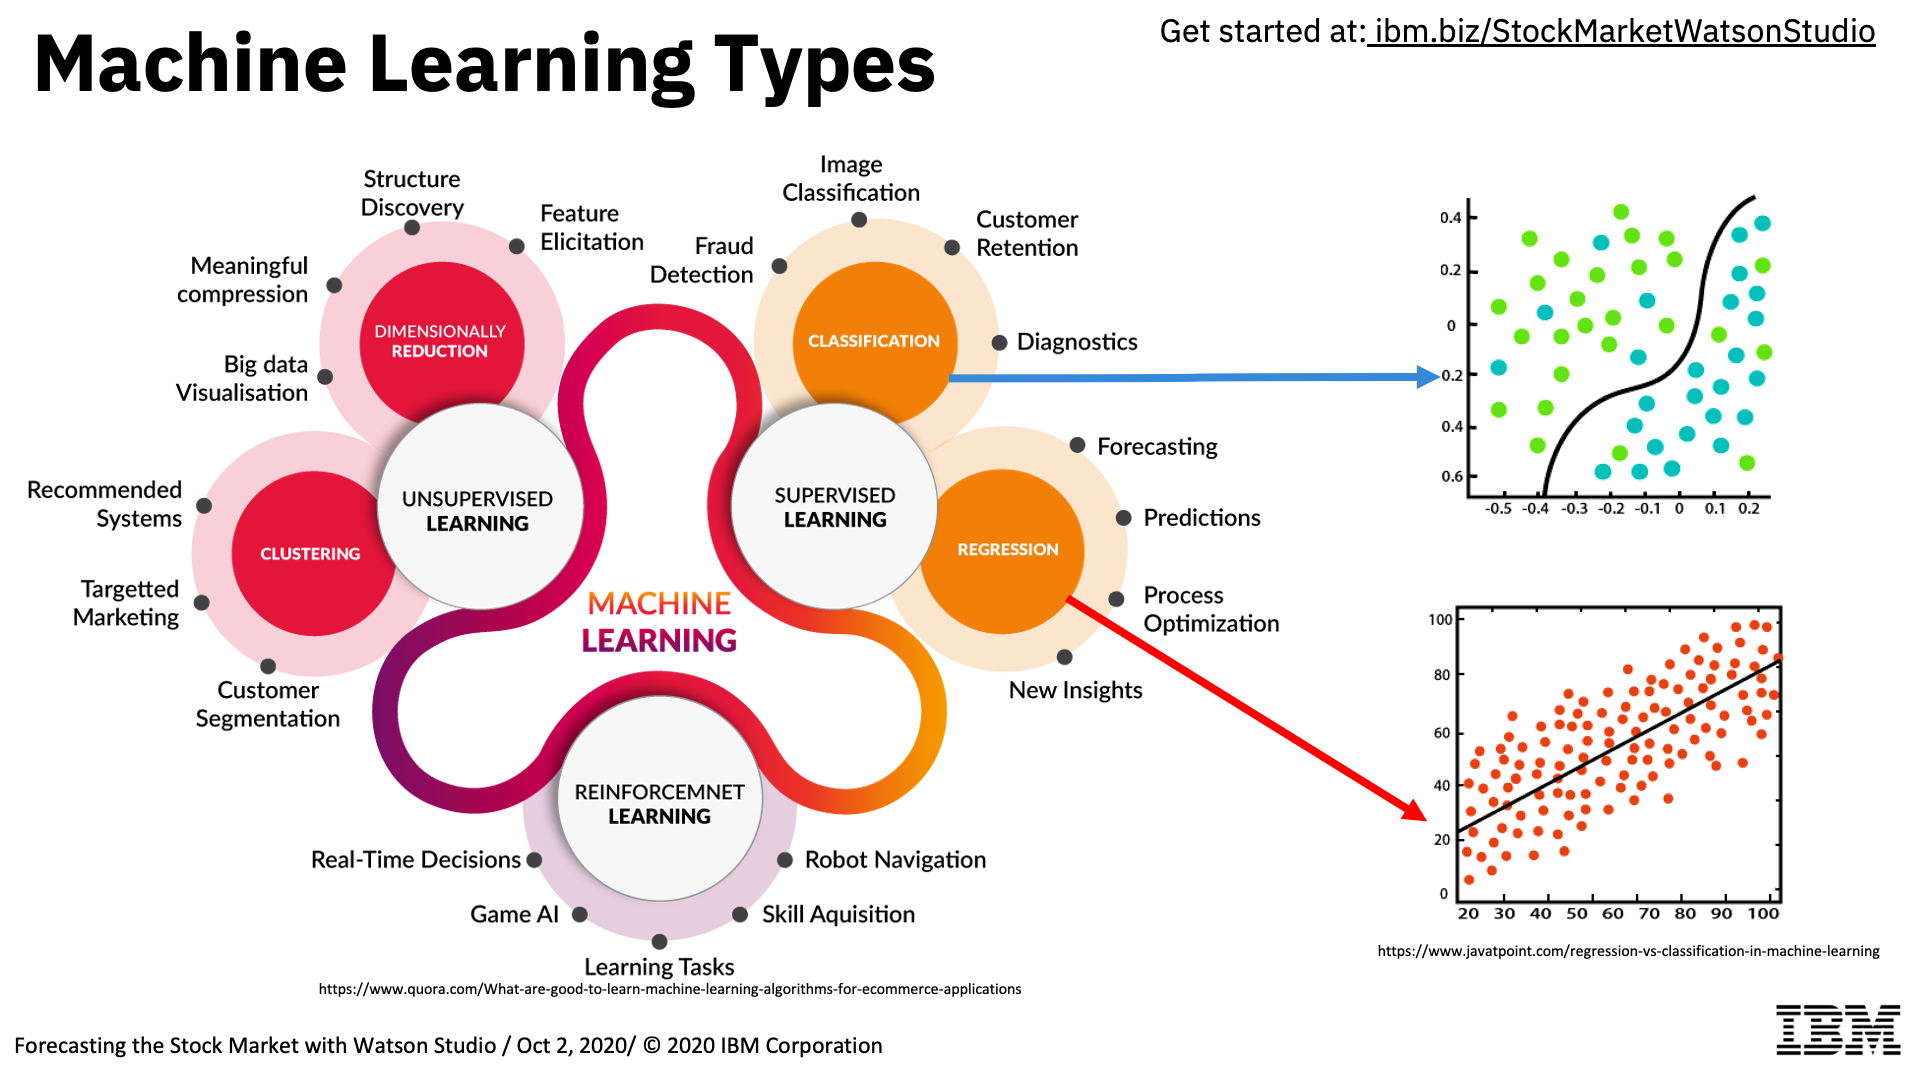 Machine Learning Types
Get started at: ibm.biz/StockMarketWatsonStudio
Structure
Discovery
Feature
Elicitation
Meaningful
compression
Big data
Visualisation
DIMENSIONALLY
REDUCTION
Recommended
Systems
Targetted
Marketing
Customer
Segmentation
CLUSTERING
UNSUPERVISED
LEARNING
Image
Classification
Customer
Retention
Fraud
Detection
Diagnostics
CLASSIFICATION
SUPERVISED
LEARNING
Forecasting
Predictions
Process
Optimization
New Insights
REGRESSION
MACHINE
LEARNING
REINFORCEMNET
LEARNING
Real-Time Decisions
Game AI
Learning Tasks
Skill Aquisition
Robot Navigation
https://www.quora.com/What-are-good-to-learn-machine-learning-algorithms-for-ecommerce-applications
0.4
0.2
0
0.2
0.4
0.6
-0.5 -0.4 -0.3 -0.2 -0.1 0 0.1 0.2
100
80
60
40
20
0
20 30 40 50 60 70 80 90 100
https://www.javatpoint.com/regression-vs-classification-in-machine-learning
Forecasting the Stock Market with Watson Studio / Oct 2, 2020/ © 2020 IBM Corporation
IBM